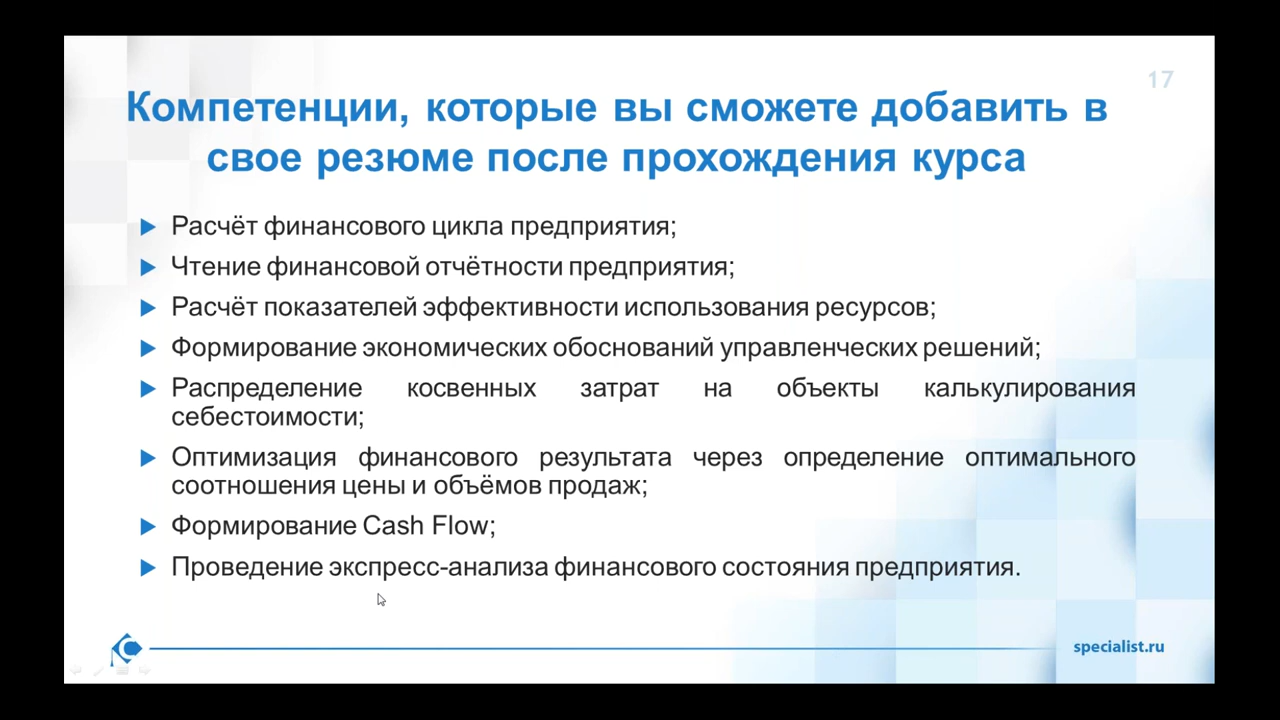 17
Компетенции, которые вы сможете добавить в
свое резюме после прохождения курса
Расчёт финансового цикла предприятия;
Чтение финансовой отчётности предприятия;
Расчёт показателей эффективности использования ресурсов;
Формирование экономических обоснований управленческих решений;
Распределение косвенных затрат на объекты калькулирования
себестоимости;
Оптимизация финансового результата через определение оптимального
соотношения цены и объёмов продаж;
Формирование Cash Flow;
Проведение экспресс-анализа финансового состояния предприятия.
specialist.ru